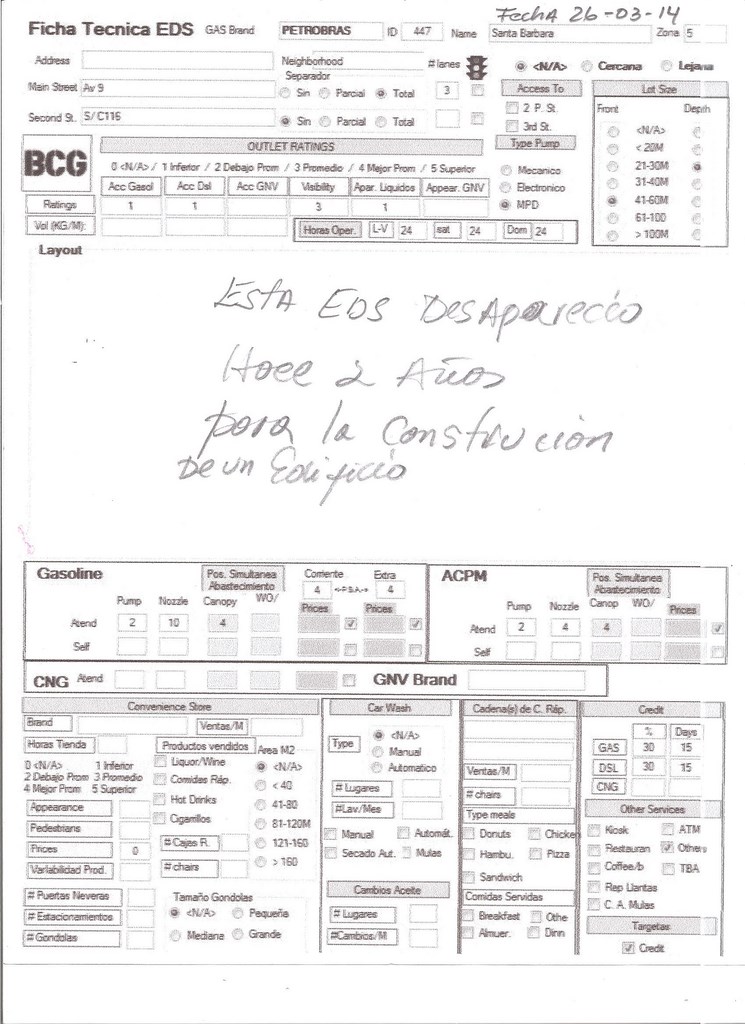 Fecha 26-03-14
Ficha Tecnica EDS GAS Brand PETROBRAS ID 447 Name Santa Barbara Zona 5
Address Neighborhood # lanes <N/A> Cercana Lejana
Separador
Main Street Av 9 Sin Parcial Total 3 Access To Lot Size
Second St. S/C116 Sin Parcial Total 2 P. St Front Depth
3rd St. <N/A>
BCG OUTLET RATINGS Type Pump < 20M
0 <N/A> / 1 Inferior / 2 Debajo Prom / 3 Promedio / 4 Mejor Prom / 5 Superior Mecanico 21-30M
Acc Gasol Acc Dsl Acc GNV Visibility Apar. Liquidos Appear. GNV Electronico 31-40M
Ratings 1 1 3 1 MPD 41-60M
Vol (KG/M): Horas Oper. L-V 24 sat 24 Dom 24 61-100
> 100M
Layout
Esta EDS Desaparecio
Hace 2 Años
para la Construcion
De un Edificio
Gasoline Pos. Simultanea Abastecimiento Corriente Extra ACPM Pos. Simultanea Abastecimiento
4 <-P.S.A-> 4
Pump Nozzle Canopy WO/ Prices Prices Pump Nozzle Canop WO/ Prices
Atend 2 10 4 Atend 2 4 4
Self Self
CNG Atend GNV Brand
Convenience Store Car Wash Cadena(s) de C. Ráp. Credit
Brand Ventas/M <N/A> % Days
Horas Tienda Productos vendidos Area M2 Type Manual GAS 30 15
0 <N/A> 1 Inferior Liquor/Wine <N/A> Automatico Ventas/M DSL 30 15
2 Debajo Prom 3 Promedio Comidas Ráp. < 40 # Lugares # chairs CNG
4 Mejor Prom 5 Superior Hot Drinks 41-80 #Lav/Mes Type meals Other Services
Appearance Cigarrillos 81-120M Manual Automát. Donuts Chicke Kiosk ATM
Pedestrians # Cajas R. 121-160 Secado Aut. Mulas Hambu. Pizza Restauran Others
Prices 0 # chairs > 160 Sandwich Coffee/b TBA
Variabilidad Prod. Cambios Aceite Comidas Servidas Rep Llantas
# Puertas Neveras Tamaño Gondolas # Lugares Breakfast Othe C. A. Mulas
# Estacionamientos <N/A> Pequeña #Cambios/M Almuer. Dinn Targetas
# Gondolas Mediana Grande Credit